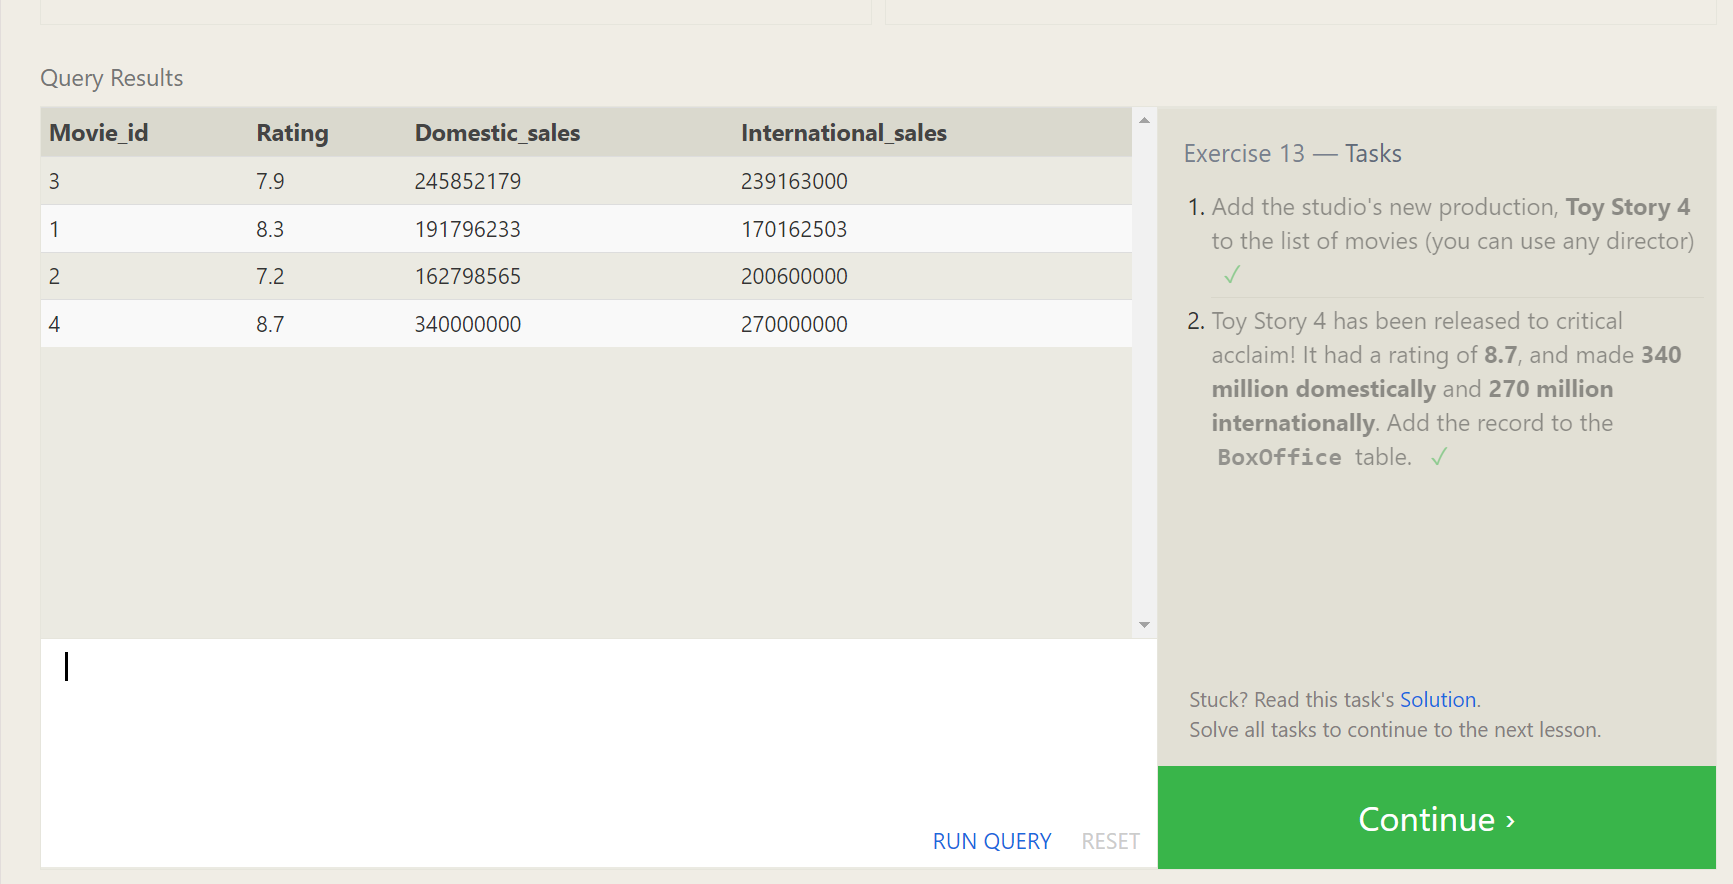 Query Results
Movie_id Rating Domestic_sales International_sales
3 7.9 245852179 239163000
1 8.3 191796233 170162503
2 7.2 162798565 200600000
4 8.7 340000000 270000000
RUN QUERY RESET
Exercise 13 — Tasks
1. Add the studio's new production, Toy Story 4
to the list of movies (you can use any director)
✓
2. Toy Story 4 has been released to critical
acclaim! It had a rating of 8.7, and made 340
million domestically and 270 million
internationally. Add the record to the
BoxOffice table. ✓
Stuck? Read this task's Solution.
Solve all tasks to continue to the next lesson.
Continue ›